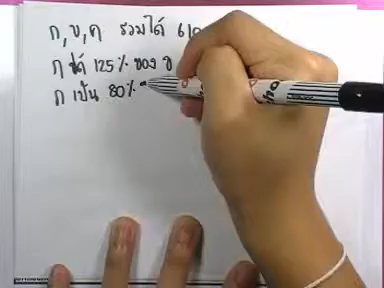 ก,ข,ค รวมได้ 610
ก ได้ 125% ของ ข
ก เป็น 80%